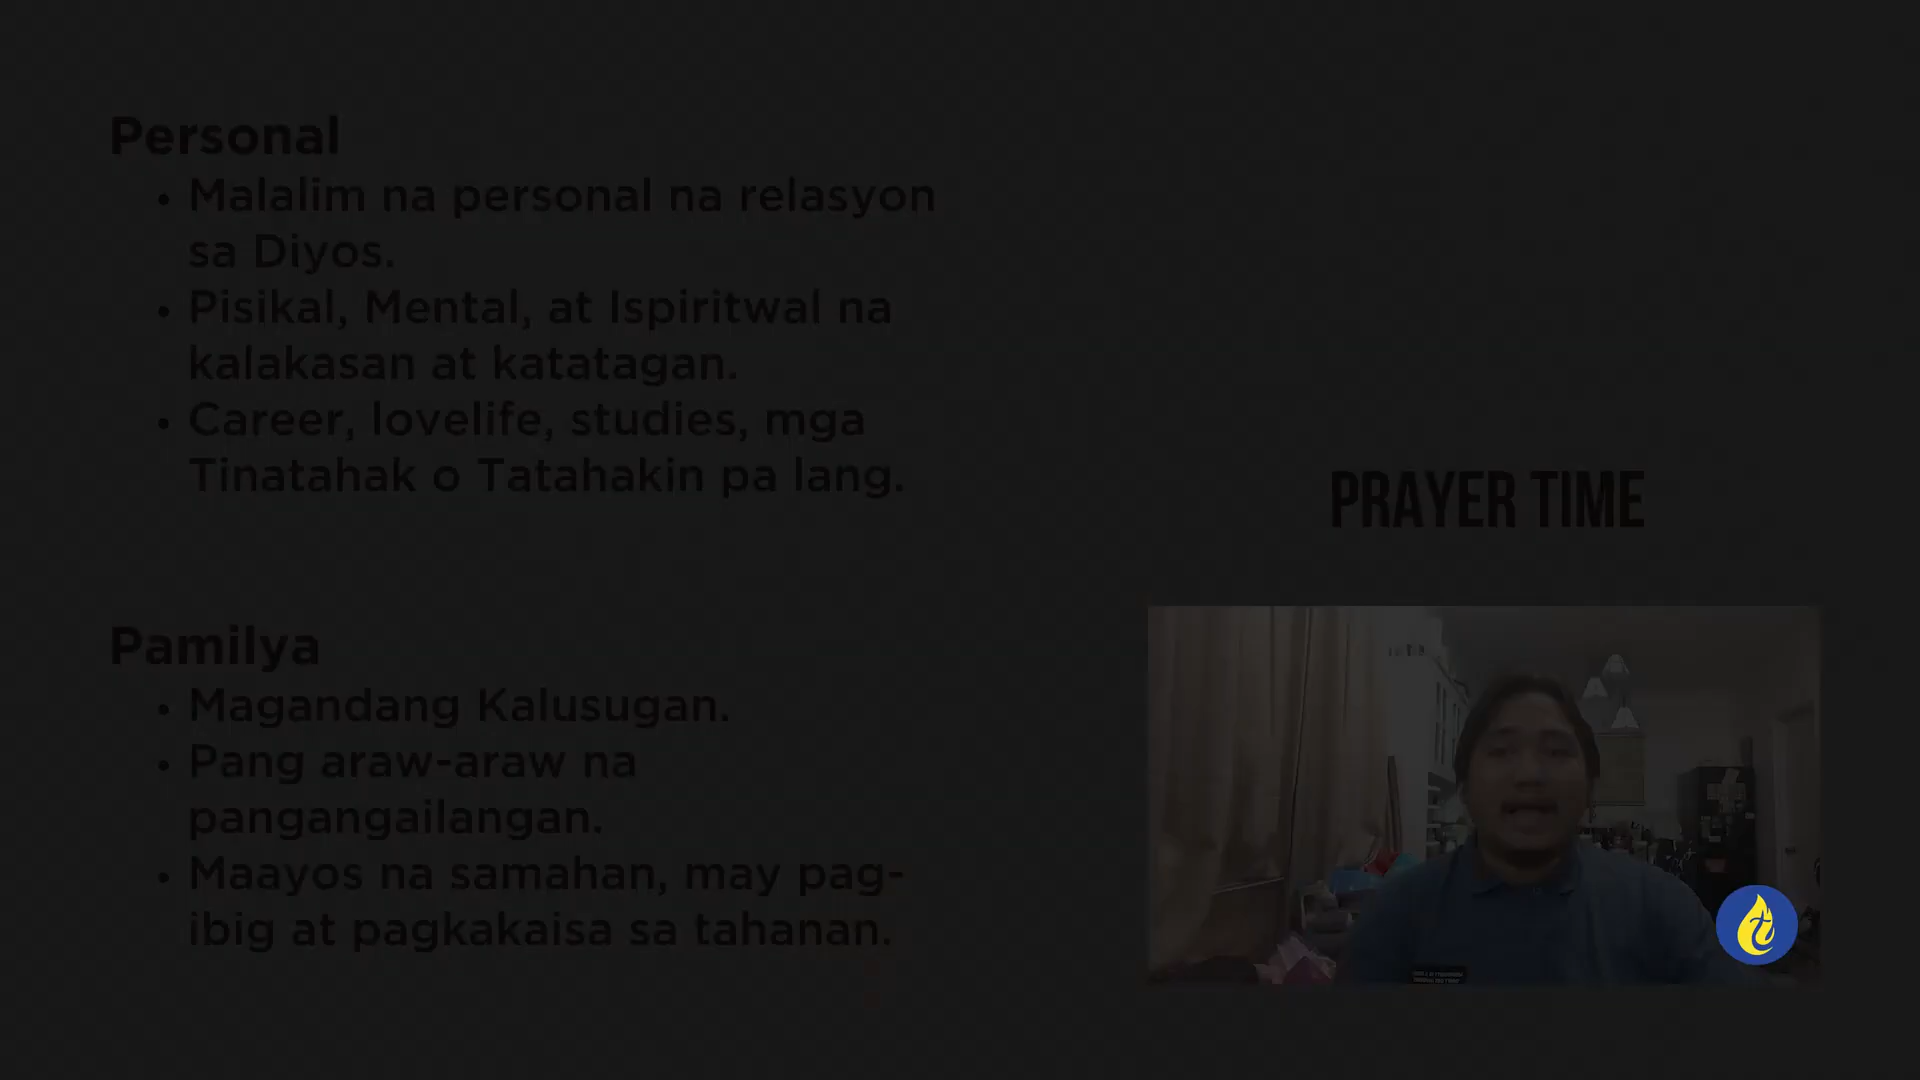 Personal
• Malalim na personal na relasyon
sa Diyos.
• Pisikal, Mental, at Ispiritwal na
kalakasan at katatagan.
• Career, lovelife, studies, mga
Tinatahak o Tatahakin pa lang.
PRAYER TIME
Pamilya
• Magandang Kalusugan.
• Pang araw-araw na
pangangailangan.
• Maayos na samahan, may pag-
ibig at pagkakaisa sa tahanan.